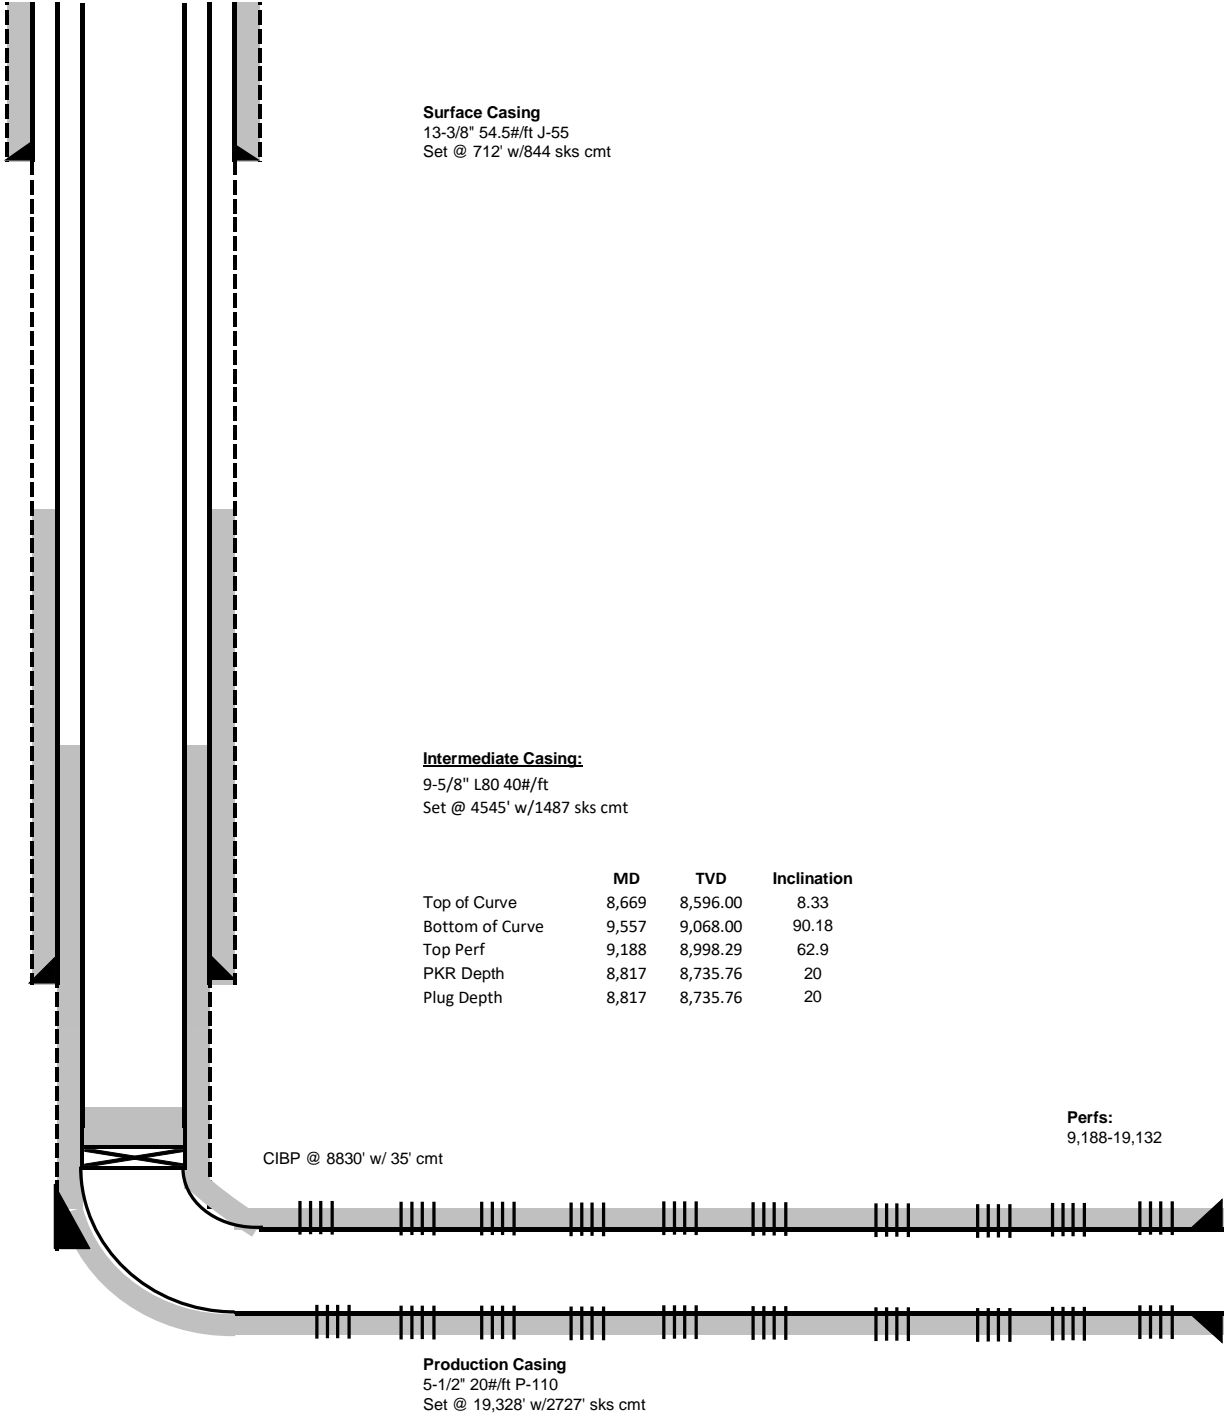 Surface Casing
13-3/8" 54.5#/ft J-55
Set @ 712' w/844 sks cmt
Intermediate Casing:
9-5/8" L80 40#/ft
Set @ 4545' w/1487 sks cmt
MD TVD Inclination
Top of Curve 8,669 8,596.00 8.33
Bottom of Curve 9,557 9,068.00 90.18
Top Perf 9,188 8,998.29 62.9
PKR Depth 8,817 8,735.76 20
Plug Depth 8,817 8,735.76 20
Perfs:
9,188-19,132
CIBP @ 8830' w/ 35' cmt
Production Casing
5-1/2" 20#/ft P-110
Set @ 19,328' w/2727' sks cmt